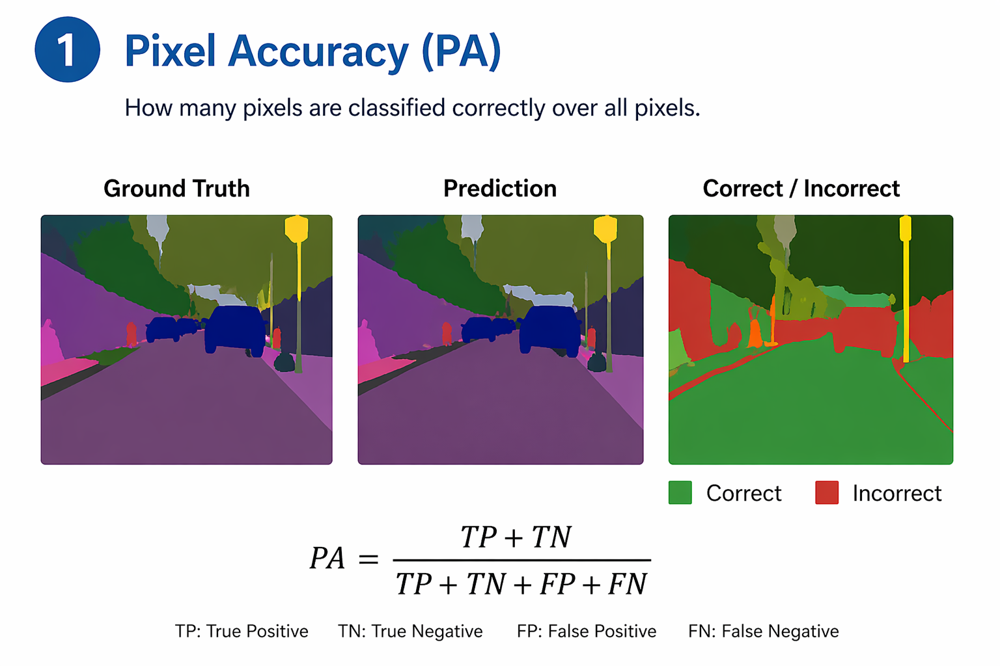 1 Pixel Accuracy (PA)
How many pixels are classified correctly over all pixels.
Ground Truth Prediction Correct / Incorrect
Correct Incorrect
PA = TP + TN / TP + TN + FP + FN
TP: True Positive TN: True Negative FP: False Positive FN: False Negative